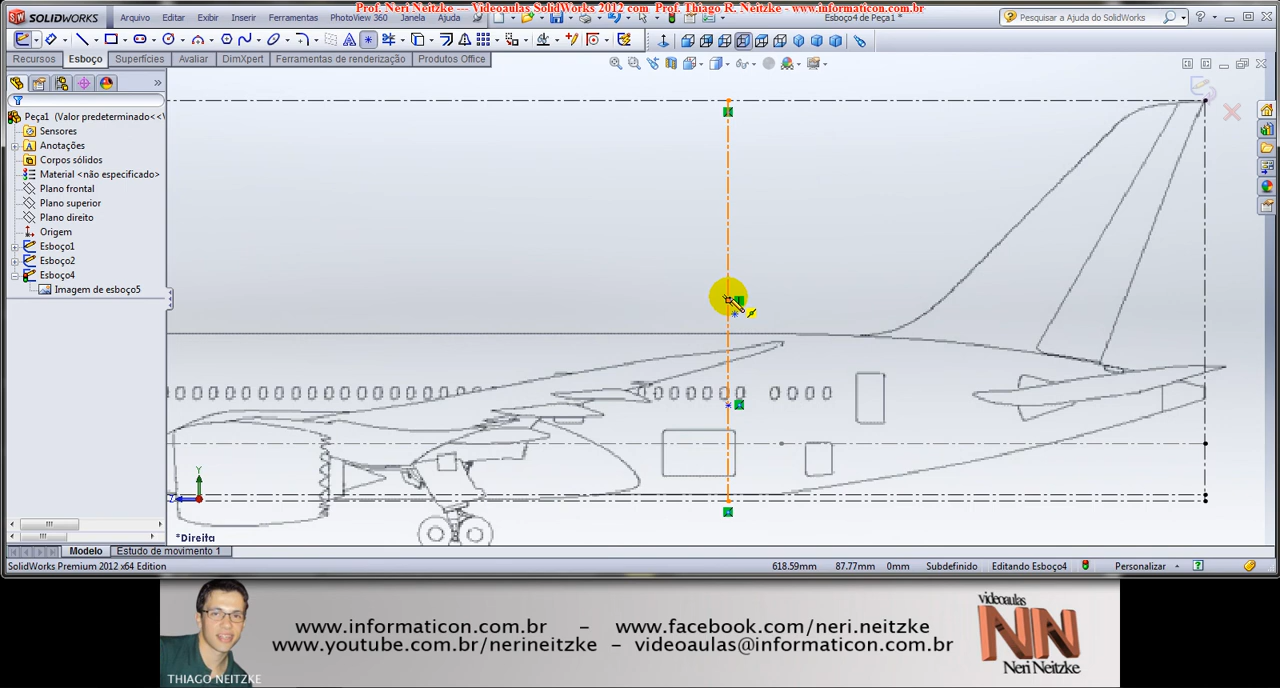 Prof. Neri Neitzke --- Videoaulas SolidWorks 2012 com Prof. Thiago R. Neitzke - www.informaticon.com.br
SOLIDWORKS Arquivo Editar Exibir Inserir Ferramentas PhotoView 360 Janela Ajuda Esboço4 de Peça1 * Pesquisar a Ajuda do SolidWorks
Recursos Esboço Superfícies Avaliar DimXpert Ferramentas de renderização Produtos Office
Peça1 (Valor predeterminado<<V
Sensores
Anotações
Corpos sólidos
Material <não especificado>
Plano frontal
Plano superior
Plano direito
Origem
Esboço1
Esboço2
Esboço4
Imagem de esboço5
Y
Z
*Direita
Modelo Estudo de movimento 1
SolidWorks Premium 2012 x64 Edition 618.59mm 87.77mm 0mm Subdefinido Editando Esboço4 Personalizar
www.informaticon.com.br - www.facebook.com/neri.neitzke
www.youtube.com.br/nerineitzke - videoaulas@informaticon.com.br
THIAGO NEITZKE
videoaulas
NN
Neri Neitzke